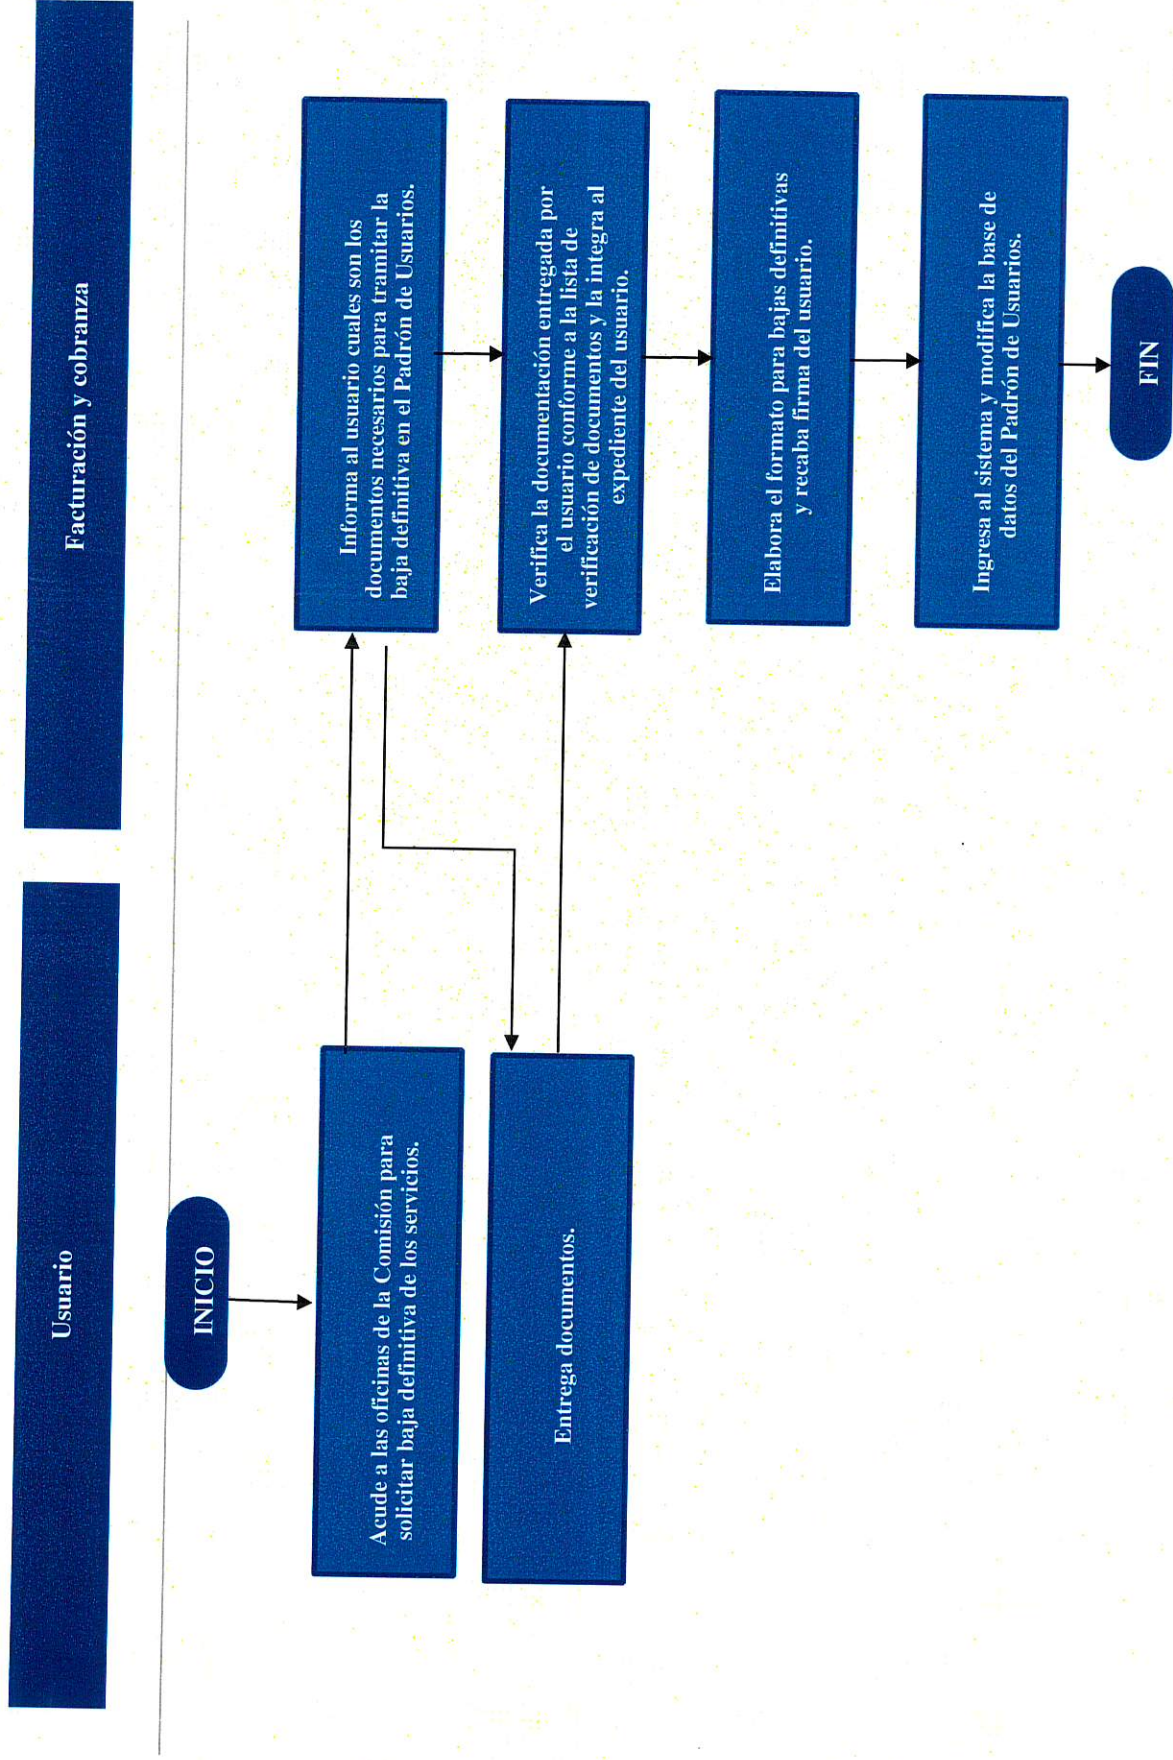 Usuario
Facturación y cobranza
INICIO
Acude a las oficinas de la Comisión para
solicitar baja definitiva de los servicios.
Informa al usuario cuales son los
documentos necesarios para tramitar la
baja definitiva en el Padrón de Usuarios.
Entrega documentos.
Verifica la documentación entregada por
el usuario conforme a la lista de
verificación de documentos y la integra al
expediente del usuario.
Elabora el formato para bajas definitivas
y recaba firma del usuario.
Ingresa al sistema y modifica la base de
datos del Padrón de Usuarios.
FIN